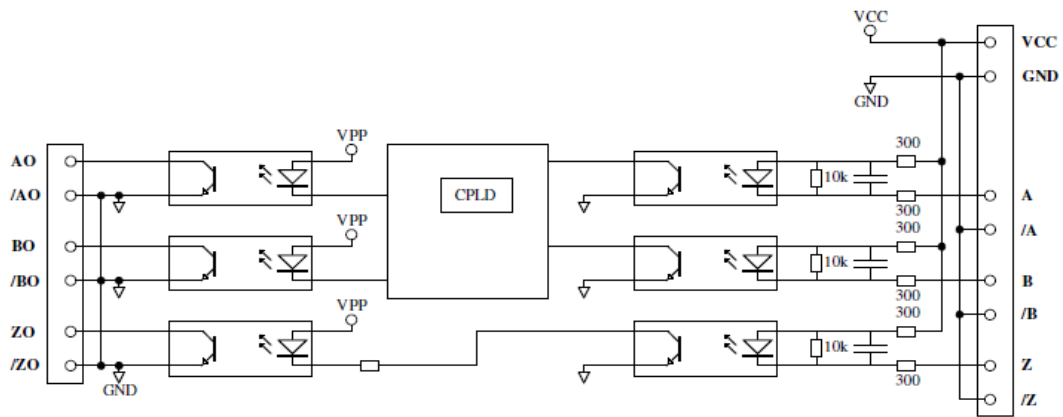 VCC
VCC
GND
GND
VPP
300
AO
10k
/AO
CPLD
300
A
VPP
300
/A
BO
10k
/BO
300
B
VPP
300
/B
ZO
10k
/ZO
300
Z
GND
/Z